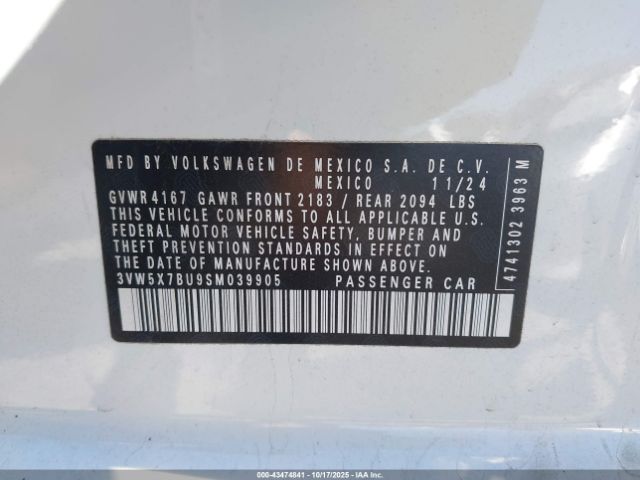 MFD BY VOLKSWAGEN DE MEXICO S.A. DE C.V.
MEXICO 11/24
GVWR 4167 GAWR FRONT 2183 / REAR 2094 LBS
THIS VEHICLE CONFORMS TO ALL APPLICABLE U.S.
FEDERAL MOTOR VEHICLE SAFETY, BUMPER AND
THEFT PREVENTION STANDARDS IN EFFECT ON
THE DATE OF MANUFACTURE SHOWN ABOVE.
3VW5X7BU9SM039905 PASSENGER CAR
4741302 3963 M
00-43474841 - 10/17/2025 - © IAA Inc.